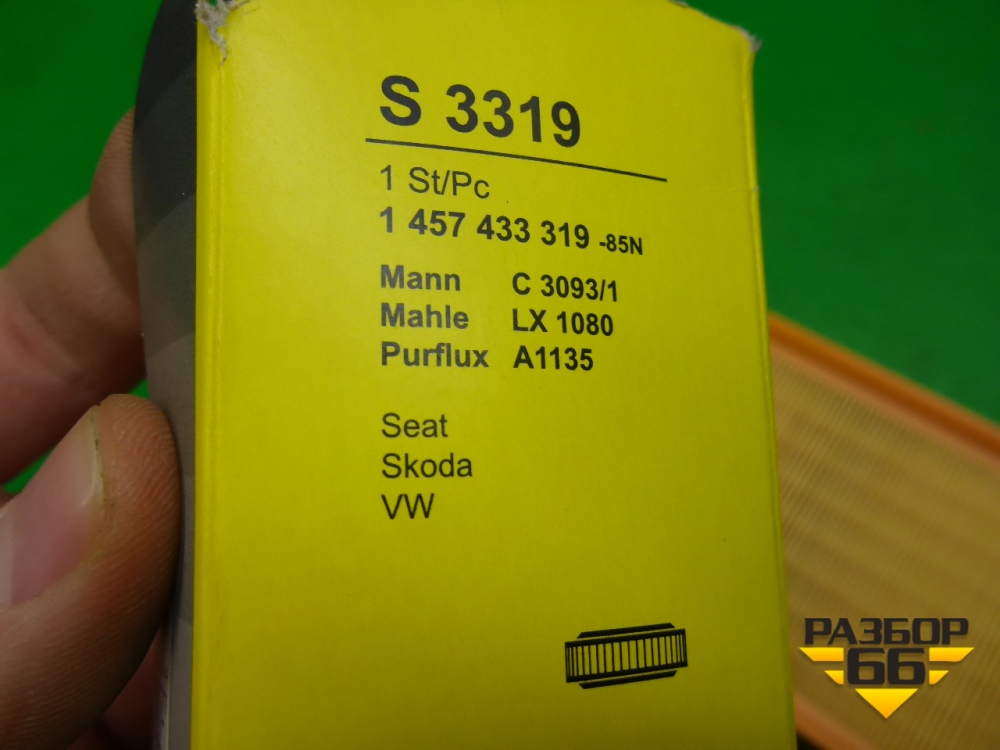 S 3319
1 St/Pc
1 457 433 319 -85N
Mann C 3093/1
Mahle LX 1080
Purflux A1135
Seat
Skoda
VW
РАЗБОР
66